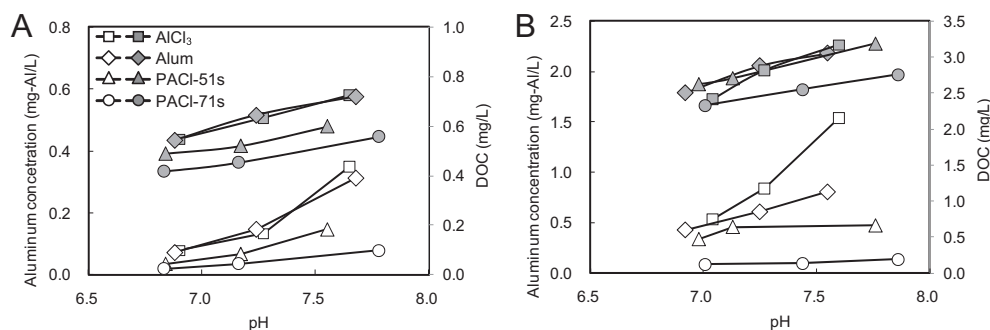 A
Aluminum concetration (mg-Al/L)
0.8
0.6
0.4
0.2
0.0
AlCl₃
Alum
PACl-51s
PACl-71s
1.0
0.8
0.6
0.4
0.2
0.0
DOC (mg/L)
6.5 7.0 7.5 8.0
pH
B
Aluminum concentration (mg-Al/L)
2.5
2.0
1.5
1.0
0.5
0.0
3.5
3.0
2.5
2.0
1.5
1.0
0.5
0.0
DOC (mg/L)
6.5 7.0 7.5 8.0
pH